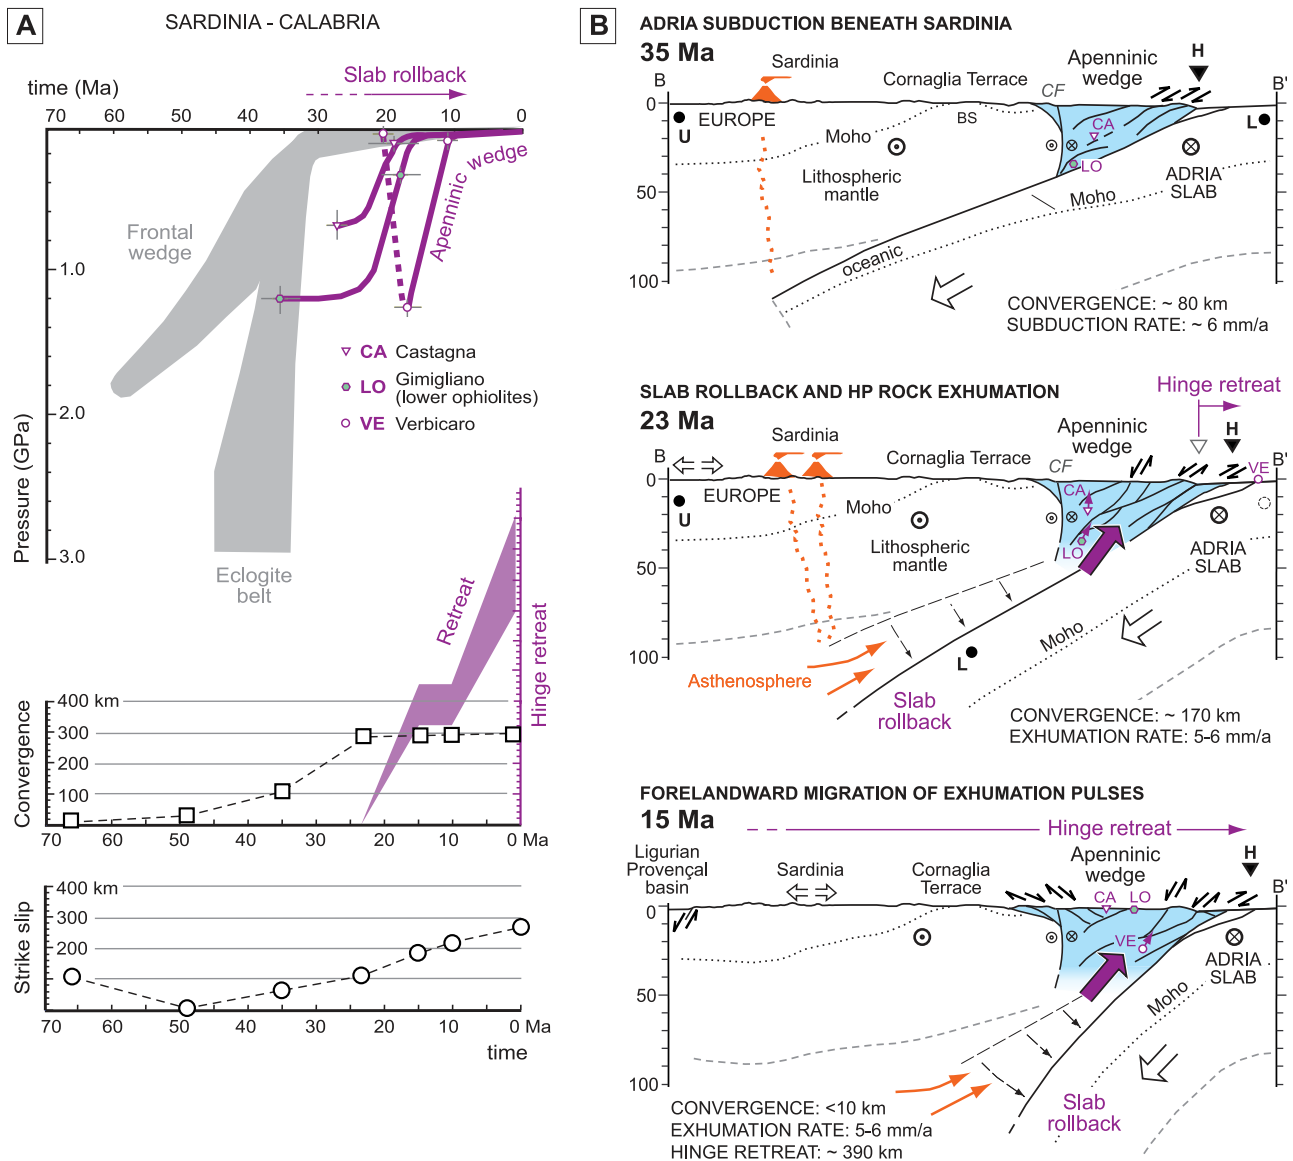 A
SARDINIA - CALABRIA
Slab rollback
time (Ma)
70
60
50
40
30
20
10
0
Frontal
wedge
Apenninic wedge
1.0
2.0
3.0
Pressure (GPa)
CA Castagna
LO Gimigliano
(lower ophiolites)
VE Verbicaro
Eclogite
belt
Retreat
Hinge retreat
Convergence
400 km
300
200
100
70
60
50
40
30
20
10
0 Ma
Strike slip
400 km
300
200
100
70
60
50
40
30
20
10
0 Ma
time
B
ADRIA SUBDUCTION BENEATH SARDINIA
35 Ma
B
Sardinia
Cornaglia Terrace
Apenninic
wedge
H
B'
CF
0
50
100
U
EUROPE
BS
Moho
Lithospheric
mantle
CA
LO
L
ADRIA
SLAB
Moho
oceanic
CONVERGENCE: ~ 80 km
SUBDUCTION RATE: ~ 6 mm/a
SLAB ROLLBACK AND HP ROCK EXHUMATION
23 Ma
Hinge retreat
B
Sardinia
Cornaglia Terrace
Apenninic
wedge
H
B'
CF
VE
0
50
100
U
EUROPE
Moho
Lithospheric
mantle
CA
LO
ADRIA
SLAB
Moho
L
Asthenosphere
Slab
rollback
CONVERGENCE: ~ 170 km
EXHUMATION RATE: 5-6 mm/a
FORELANDWARD MIGRATION OF EXHUMATION PULSES
15 Ma
Hinge retreat
Ligurian
Provençal
basin
Sardinia
Cornaglia
Terrace
Apenninic
wedge
H
B'
CA
LO
0
50
100
VE
ADRIA
SLAB
Moho
Slab
rollback
CONVERGENCE: <10 km
EXHUMATION RATE: 5-6 mm/a
HINGE RETREAT: ~ 390 km